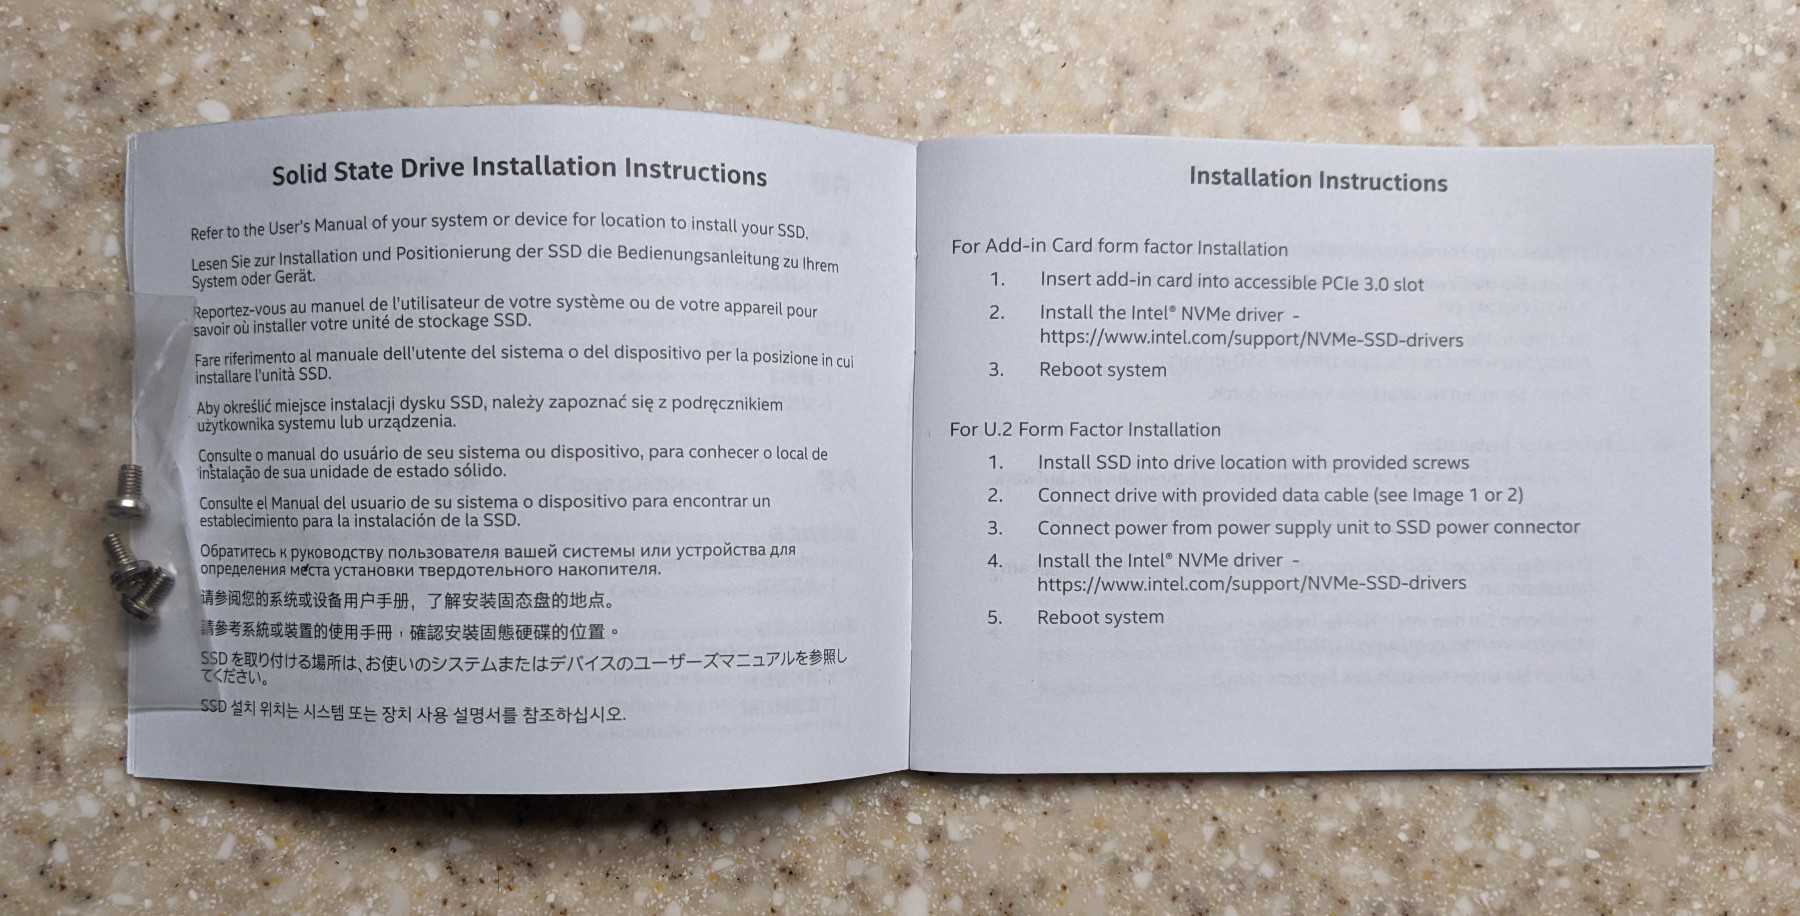 Solid State Drive Installation Instructions
Refer to the User's Manual of your system or device for location to install your SSD.
Lesen Sie zur Installation und Positionierung der SSD die Bedienungsanleitung zu Ihrem
System oder Gerät.
Reportez-vous au manuel de l'utilisateur de votre système ou de votre appareil pour
savoir où installer votre unité de stockage SSD.
Fare riferimento al manuale dell'utente del sistema o del dispositivo per la posizione in cui
installare l'unità SSD.
Aby określić miejsce instalacji dysku SSD, należy zapoznać się z podręcznikiem
użytkownika systemu lub urządzenia.
Consulte o manual do usuário de seu sistema ou dispositivo, para conhecer o local de
instalação de sua unidade de estado sólido.
Consulte el Manual del usuario de su sistema o dispositivo para encontrar un
establecimiento para la instalación de la SSD.
Обратитесь к руководству пользователя вашей системы или устройства для
определения места установки твердотельного накопителя.
请参阅您的系统或设备用户手册，了解安装固态盘的地点。
請參考系統或裝置的使用手冊，確認安裝固態硬碟的位置。
SSD を取り付ける場所は、お使いのシステムまたはデバイスのユーザーズマニュアルを参照し
てください。
SSD 설치 위치는 시스템 또는 장치 사용 설명서를 참조하십시오.
Installation Instructions
For Add-in Card form factor Installation
1. Insert add-in card into accessible PCIe 3.0 slot
2. Install the Intel® NVMe driver -
https://www.intel.com/support/NVMe-SSD-drivers
3. Reboot system
For U.2 Form Factor Installation
1. Install SSD into drive location with provided screws
2. Connect drive with provided data cable (see Image 1 or 2)
3. Connect power from power supply unit to SSD power connector
4. Install the Intel® NVMe driver -
https://www.intel.com/support/NVMe-SSD-drivers
5. Reboot system